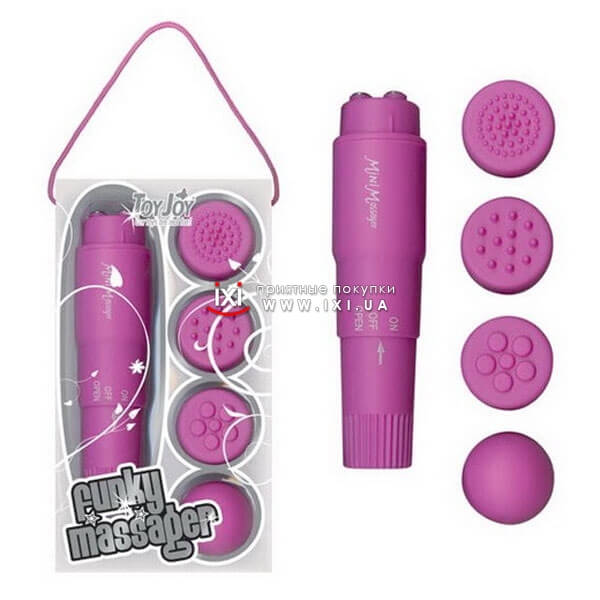 ToyJoy
MINI Massager
OPEN
OFF
ON
funky
massager
MINI Massager
OPEN
OFF
ON
ixi
приятные покупки
www.ixi.ua